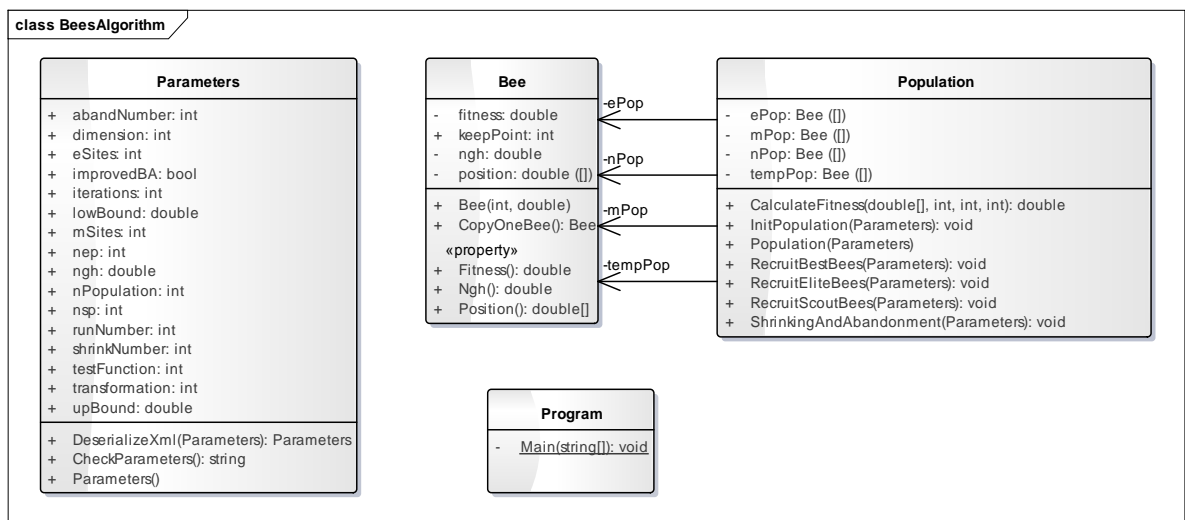 class BeesAlgorithm
Parameters
+ abandNumber: int
+ dimension: int
+ eSites: int
+ improvedBA: bool
+ iterations: int
+ lowBound: double
+ mSites: int
+ nep: int
+ ngh: double
+ nPopulation: int
+ nsp: int
+ runNumber: int
+ shrinkNumber: int
+ testFunction: int
+ transformation: int
+ upBound: double
+ DeserializeXml(Parameters): Parameters
+ CheckParameters(): string
+ Parameters()
Bee
- fitness: double
+ keepPoint: int
- ngh: double
- position: double ([])
+ Bee(int, double)
+ CopyOneBee(): Bee
«property»
+ Fitness(): double
+ Ngh(): double
+ Position(): double[]
-ePop
-nPop
-mPop
-tempPop
Population
- ePop: Bee ([])
- mPop: Bee ([])
- nPop: Bee ([])
- tempPop: Bee ([])
+ CalculateFitness(double[], int, int, int): double
+ InitPopulation(Parameters): void
+ Population(Parameters)
+ RecruitBestBees(Parameters): void
+ RecruitEliteBees(Parameters): void
+ RecruitScoutBees(Parameters): void
+ ShrinkingAndAbandonment(Parameters): void
Program
- Main(string[]): void